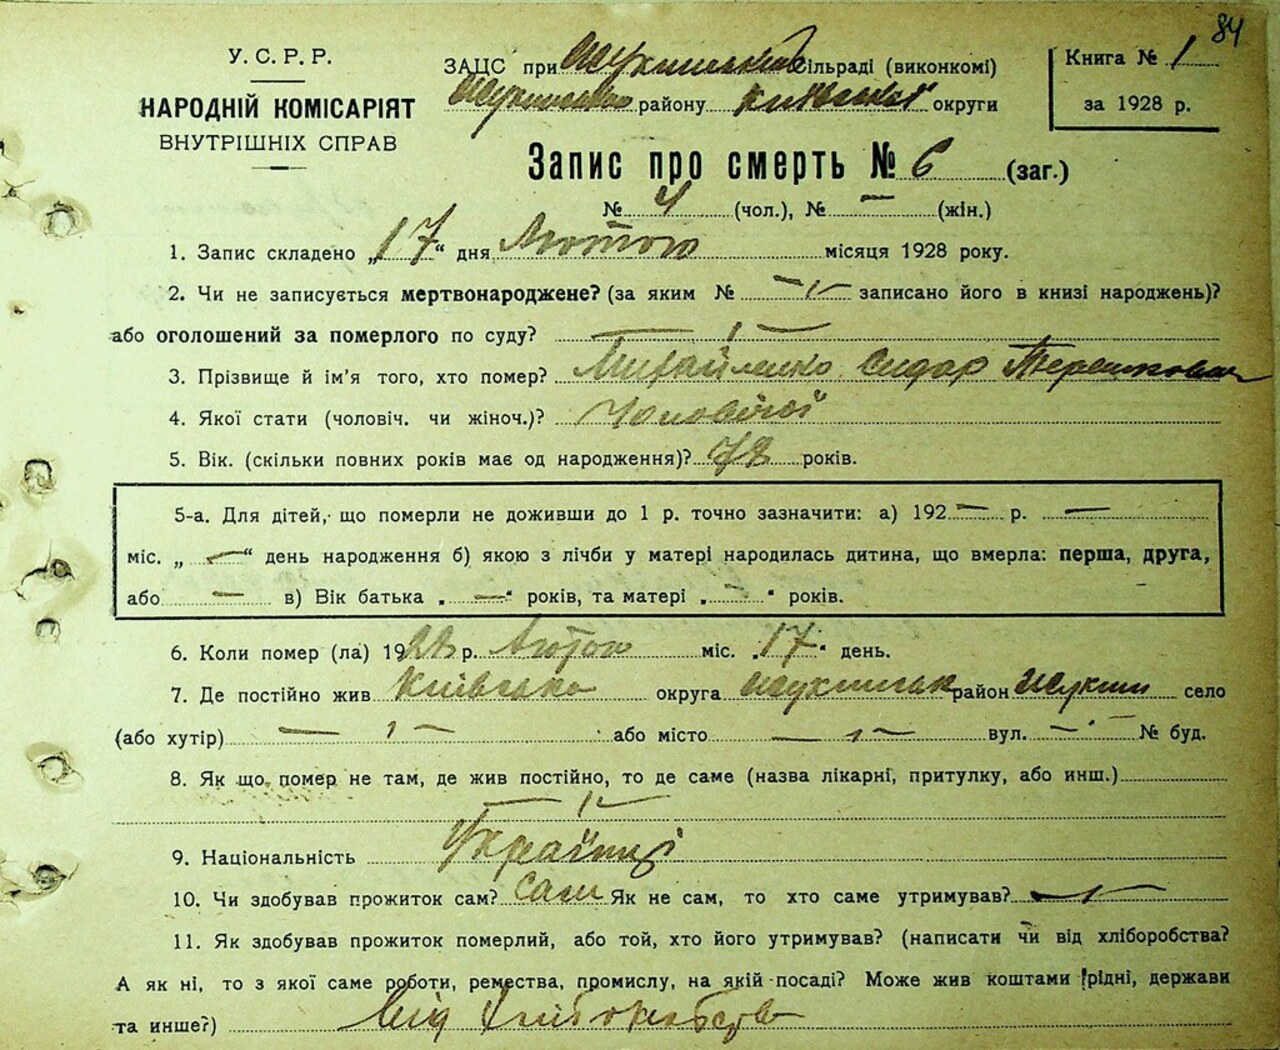 84
У.С.Р.Р.
НАРОДНІЙ КОМІСАРІЯТ
ВНУТРІШНІХ СПРАВ
ЗАЦС при сільраді (виконкомі)
району Київської округи
Книга № 1
за 1928 р.
Запис про смерть № 6 (заг.)
№ 4 (чол.), № — (жін.)
1. Запис складено „17“ дня Лютого місяця 1928 року.
2. Чи не записується мертвонароджене? (за яким № — записано його в книзі народжень)?
або оголошений за померлого по суду? —
3. Прізвище й ім'я того, хто помер? Михайленко Сидар Терешкович
4. Якої стати (чоловіч. чи жіноч.)? Чоловічої
5. Вік. (скільки повних років має од народження)? 78 років.
5-а. Для дітей, що померли не доживши до 1 р. точно зазначити: а) 192 — р. —
міс. „ — “ день народження б) якою з лічби у матері народилась дитина, що вмерла: перша, друга,
або — в) Вік батька „ — “ років, та матері „ — “ років.
6. Коли помер (ла) 1928 р. Лютого міс. „17“ день.
7. Де постійно жив Київська округа район село
(або хутір) — або місто — вул. — № буд.
8. Як що помер не там, де жив постійно, то де саме (назва лікарні, притулку, або инш.)
—
9. Національність Українці
10. Чи здобував прожиток сам? Сам Як не сам, то хто саме утримував? —
11. Як здобував прожиток померлий, або той, хто його утримував? (написати чи від хліборобства?
А як ні, то з якої саме роботи, ремества, промислу, на якій посаді? Може жив коштами рідні, держави
та инше?) Від Хліборобства